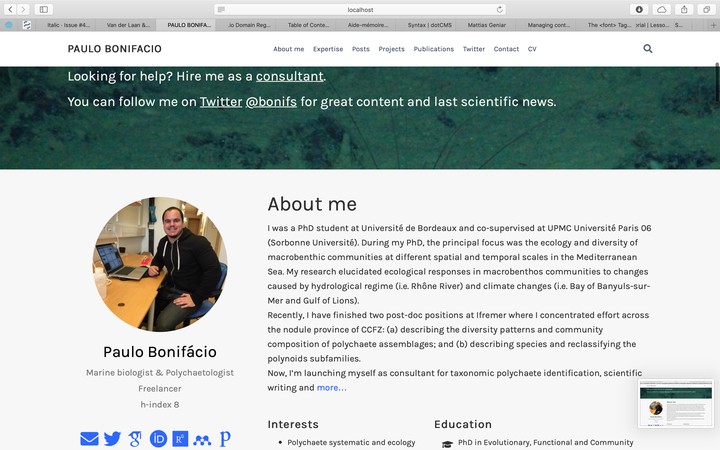 localhost
Italic · Issue #4...
Van der Laan &...
PAULO BONIFA...
.io Domain Reg...
Table of Conte...
Aide-mémoire...
Syntax | dotCMS
Mattias Geniar
Managing cont...
The <font> Tag...
orial | Lesso...
S...
PAULO BONIFACIO
About me Expertise Posts Projects Publications Twitter Contact CV
Looking for help? Hire me as a consultant.
You can follow me on Twitter @bonifs for great content and last scientific news.
About me
I was a PhD student at Université de Bordeaux and co-supervised at UPMC Université Paris 06
(Sorbonne Université). During my PhD, the principal focus was the ecology and diversity of
macrobenthic communities at different spatial and temporal scales in the Mediterranean
Sea. My research elucidated ecological responses in macrobenthos communities to changes
caused by hydrological regime (i.e. Rhône River) and climate changes (i.e. Bay of Banyuls-sur-
Mer and Gulf of Lions).
Recently, I have finished two post-doc positions at Ifremer where I concentrated effort across
the nodule province of CCFZ: (a) describing the diversity patterns and community
composition of polychaete assemblages; and (b) describing species and reclassifying the
polynoids subfamilies.
Now, I'm launching myself as consultant for taxonomic polychaete identification, scientific
writing and more...
Paulo Bonifácio
Marine biologist & Polychaetologist
Freelancer
h-index 8
Interests
Polychaete systematic and ecology
Education
PhD in Evolutionary, Functional and Community